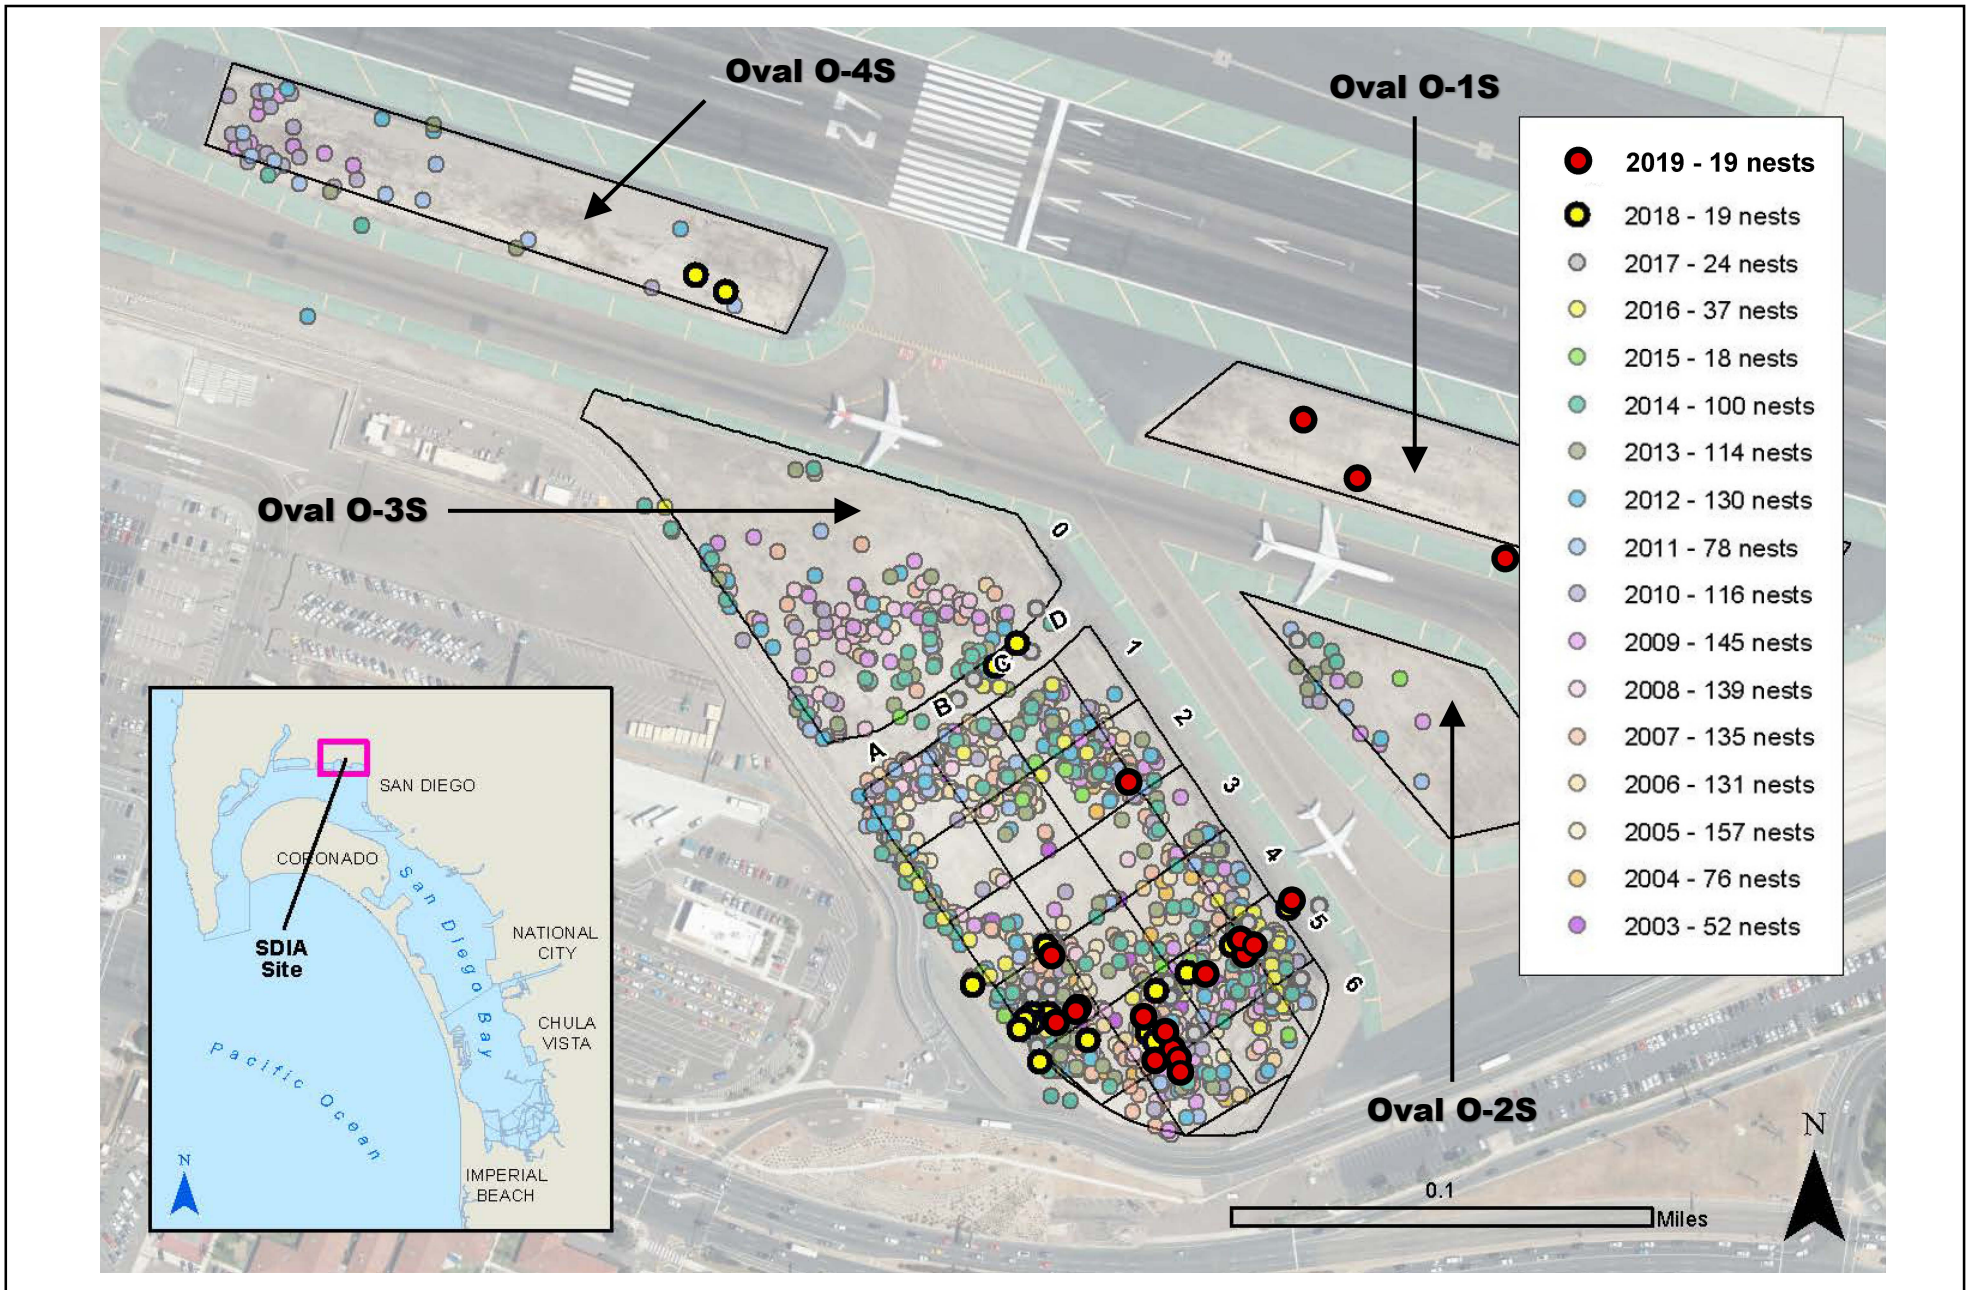 Oval O-4S
Oval O-1S
27
2019 - 19 nests
2018 - 19 nests
2017 - 24 nests
2016 - 37 nests
2015 - 18 nests
2014 - 100 nests
2013 - 114 nests
2012 - 130 nests
2011 - 78 nests
2010 - 116 nests
2009 - 145 nests
2008 - 139 nests
2007 - 135 nests
2006 - 131 nests
2005 - 157 nests
2004 - 76 nests
2003 - 52 nests
Oval O-3S
0
D
C
B
A
1
2
3
4
5
6
SAN DIEGO
CORONADO
San Diego Bay
SDIA
Site
NATIONAL
CITY
CHULA
VISTA
Pacific Ocean
IMPERIAL
BEACH
N
Oval O-2S
0.1
Miles
N